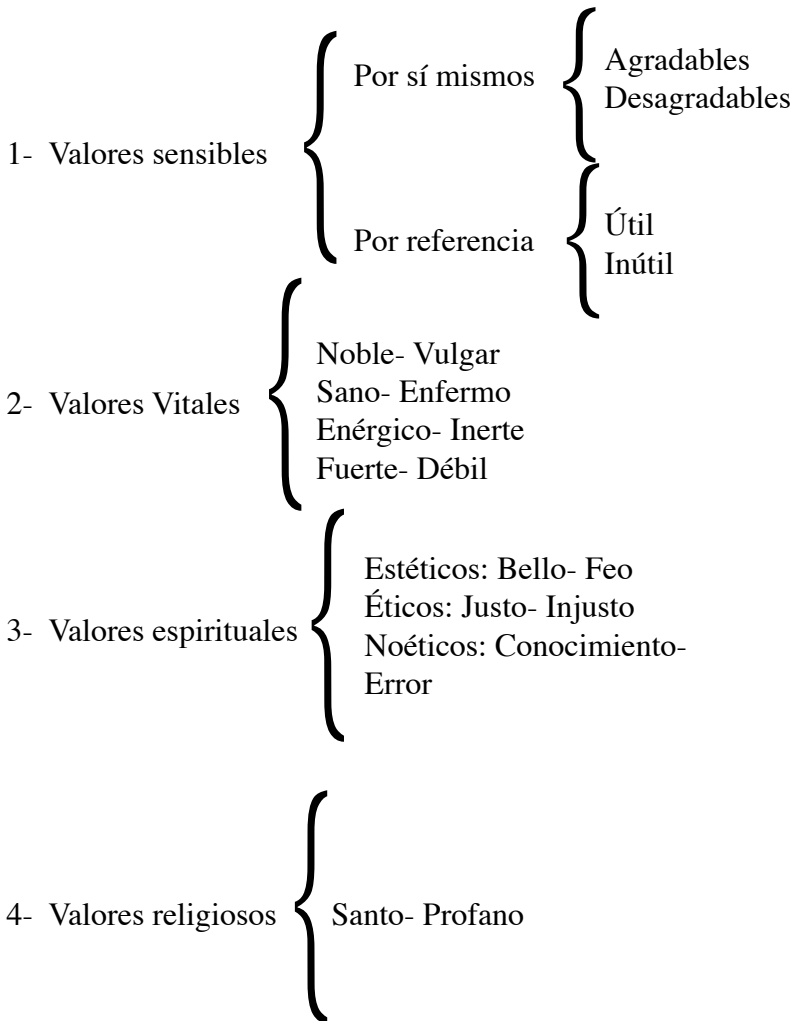 1- Valores sensibles
Por sí mismos
Agradables
Desagradables
Por referencia
Útil
Inútil
2- Valores Vitales
Noble- Vulgar
Sano- Enfermo
Enérgico- Inerte
Fuerte- Débil
3- Valores espirituales
Estéticos: Bello- Feo
Éticos: Justo- Injusto
Noéticos: Conocimiento-
Error
4- Valores religiosos
Santo- Profano